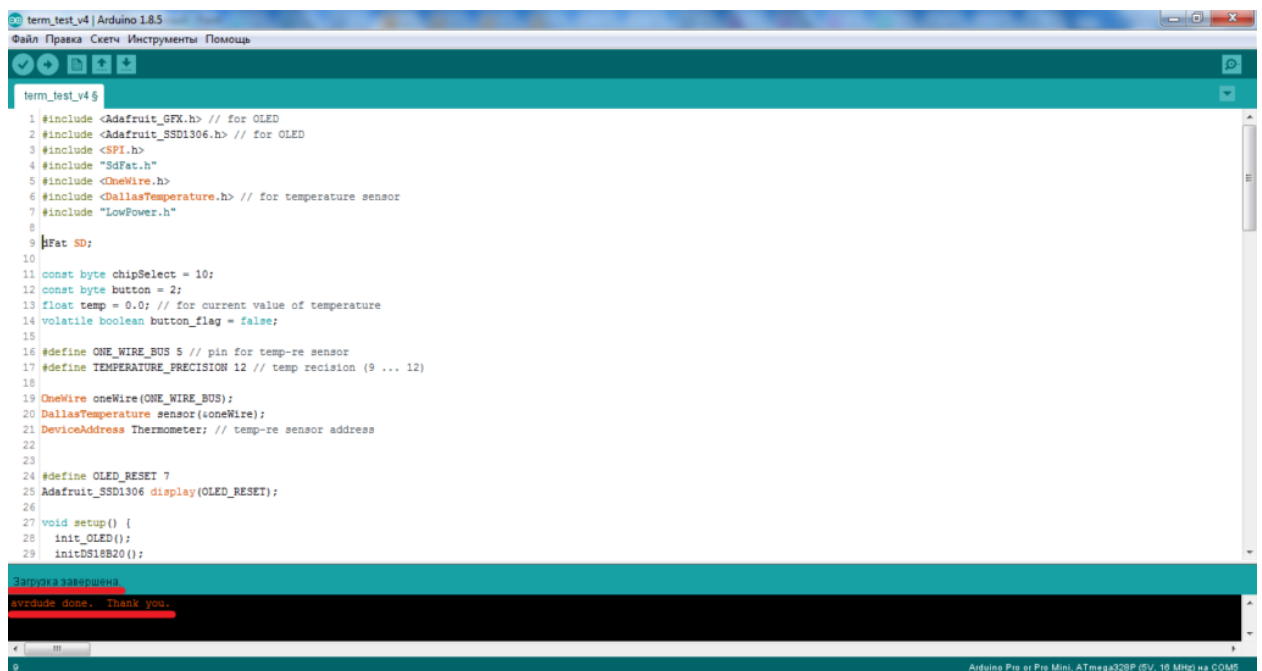 term_test_v4 | Arduino 1.8.5
Файл Правка Скетч Инструменты Помощь
term_test_v4 §
1 #include <Adafruit_GFX.h> // for OLED
2 #include <Adafruit_SSD1306.h> // for OLED
3 #include <SPI.h>
4 #include "SdFat.h"
5 #include <OneWire.h>
6 #include <DallasTemperature.h> // for temperature sensor
7 #include "LowPower.h"
8
9 dFat SD;
10
11 const byte chipSelect = 10;
12 const byte button = 2;
13 float temp = 0.0; // for current value of temperature
14 volatile boolean button_flag = false;
15
16 #define ONE_WIRE_BUS 5 // pin for temp-re sensor
17 #define TEMPERATURE_PRECISION 12 // temp recision (9 ... 12)
18
19 OneWire oneWire(ONE_WIRE_BUS);
20 DallasTemperature sensor(&oneWire);
21 DeviceAddress Thermometer; // temp-re sensor address
22
23
24 #define OLED_RESET 7
25 Adafruit_SSD1306 display(OLED_RESET);
26
27 void setup() {
28 init_OLED();
29 initDS18B20();
Загрузка завершена.
avrdude done. Thank you.
9 Arduino Pro or Pro Mini, ATmega328P (5V, 16 MHz) на COM5